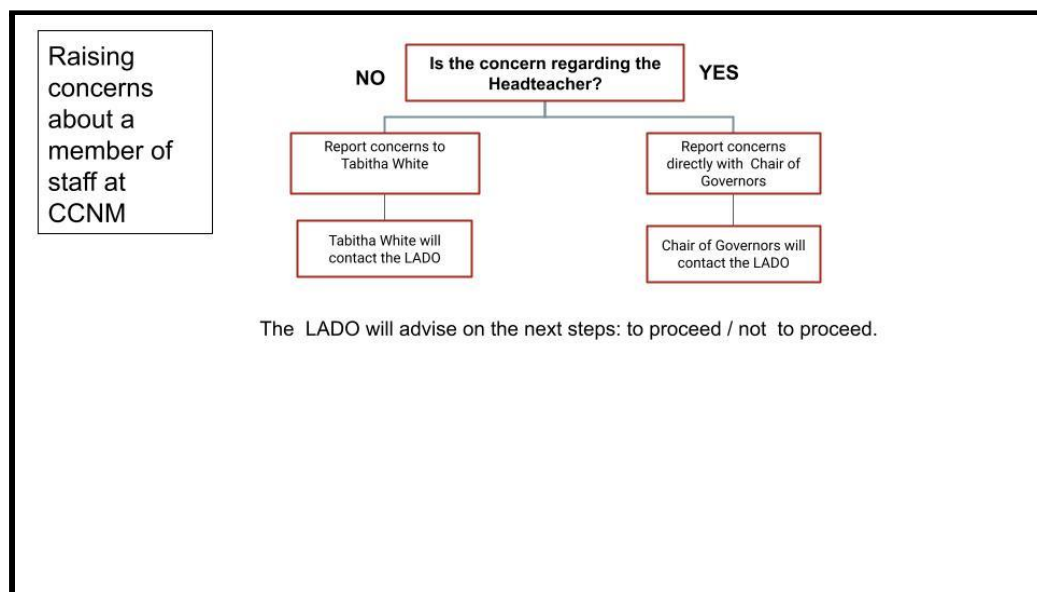 Raising
concerns
about a
member of
staff at
CCNM
NO
Is the concern regarding the
Headteacher?
YES
Report concerns to
Tabitha White
Report concerns
directly with Chair of
Governors
Tabitha White will
contact the LADO
Chair of Governors will
contact the LADO
The LADO will advise on the next steps: to proceed / not to proceed.